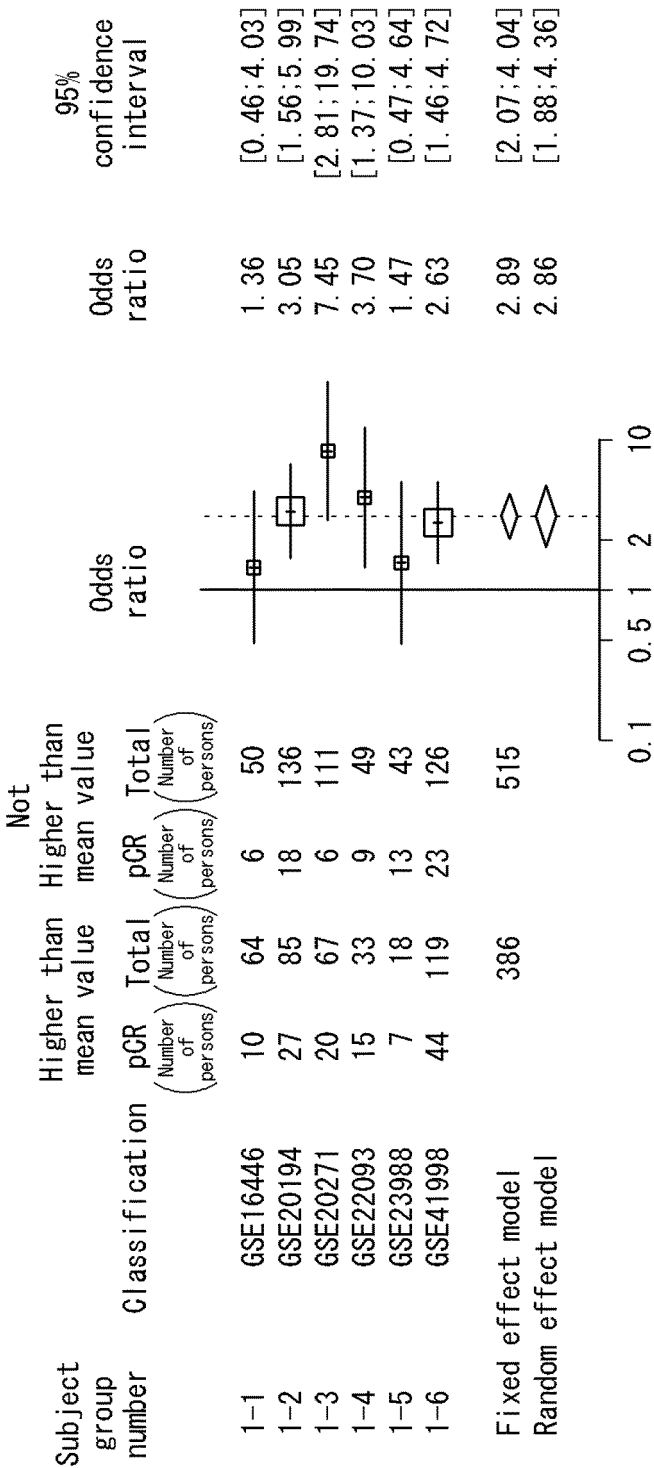 Subject
group
number
Classification
Higher than
mean value
Not
Higher than
mean value
pCR
(Number
of
persons)
Total
(Number
of
persons)
pCR
(Number
of
persons)
Total
(Number
of
persons)
Odds
ratio
Odds
ratio
95%
confidence
interval
1-1 GSE16446 10 64 6 50 1.36 [0.46;4.03]
1-2 GSE20194 27 85 18 136 3.05 [1.56;5.99]
1-3 GSE20271 20 67 6 111 7.45 [2.81;19.74]
1-4 GSE22093 15 33 9 49 3.70 [1.37;10.03]
1-5 GSE23988 7 18 13 43 1.47 [0.47;4.64]
1-6 GSE41998 44 119 23 126 2.63 [1.46;4.72]
Fixed effect model 386 515 2.89 [2.07;4.04]
Random effect model 2.86 [1.88;4.36]
0.1 0.5 1 2 10